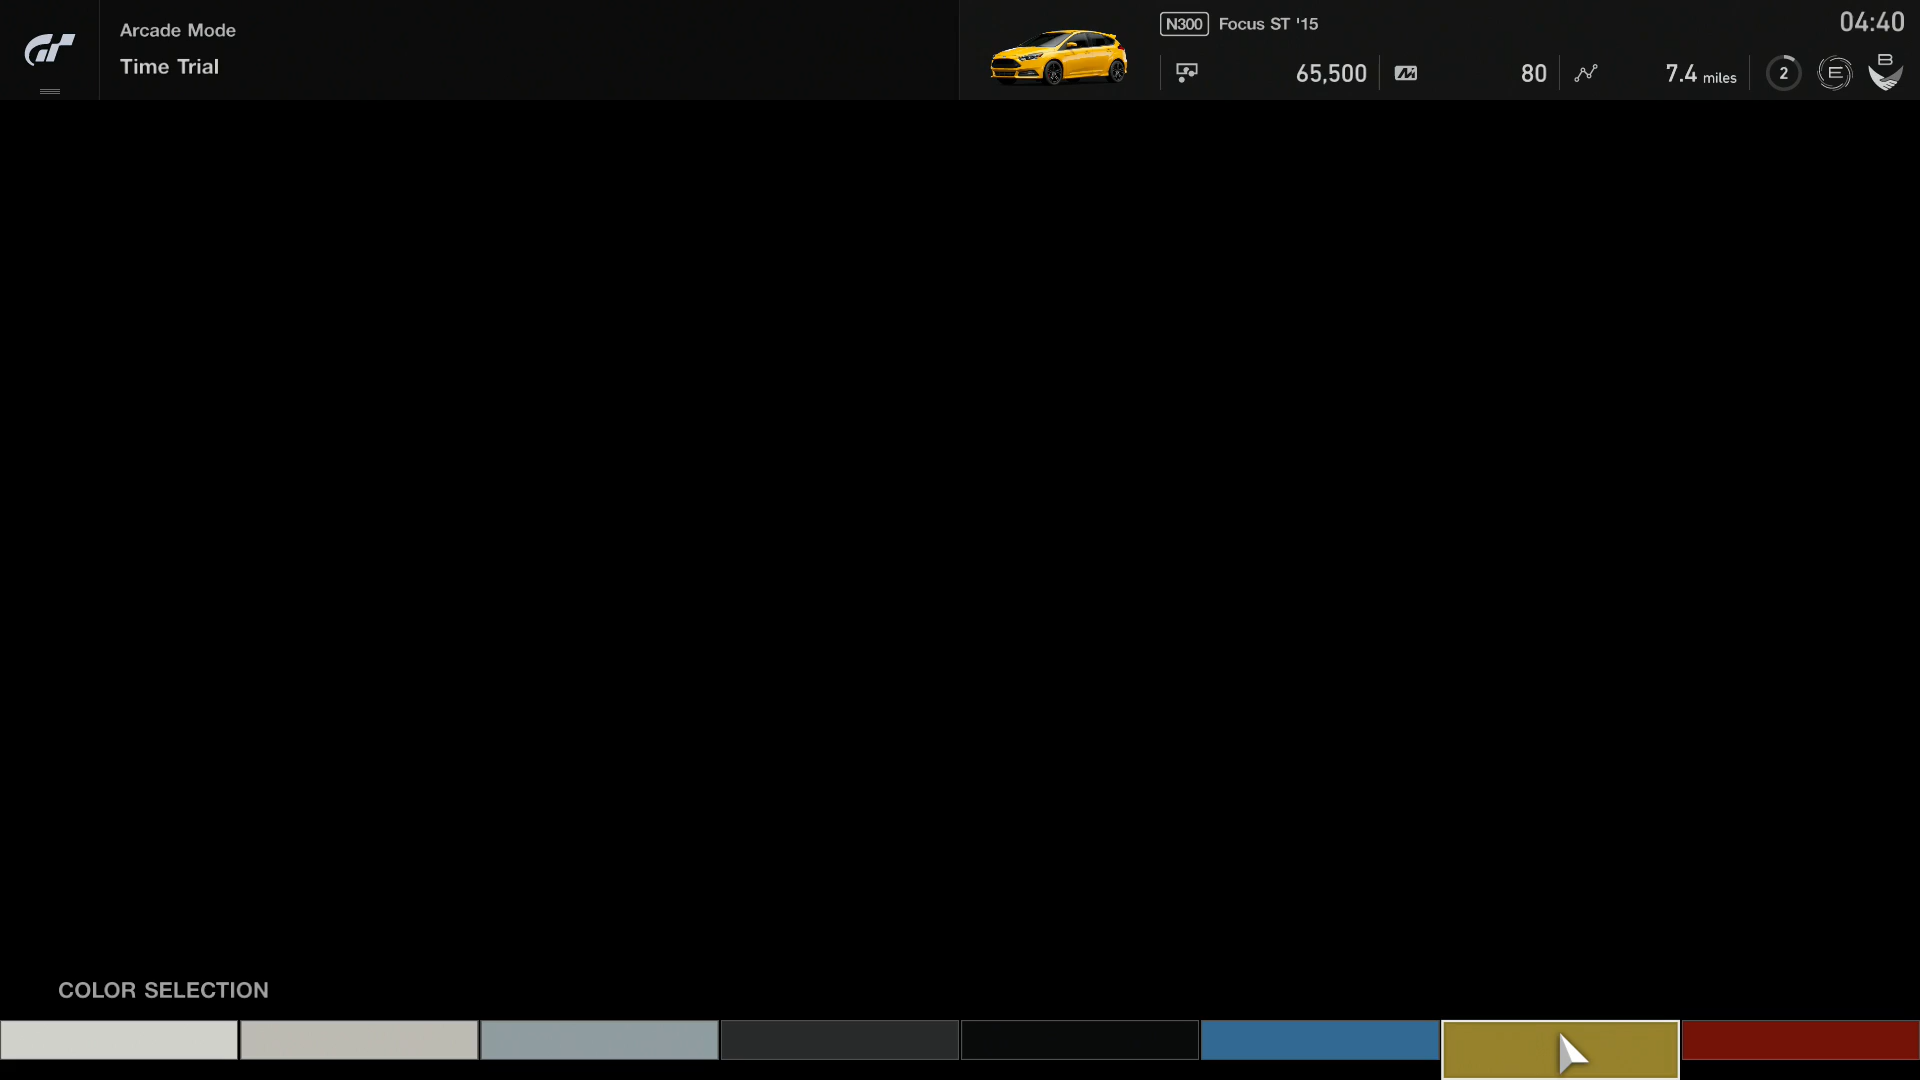 Arcade Mode
Time Trial
N300 Focus ST '15
04:40
65,500
80
7.4 miles
2
E
B
COLOR SELECTION